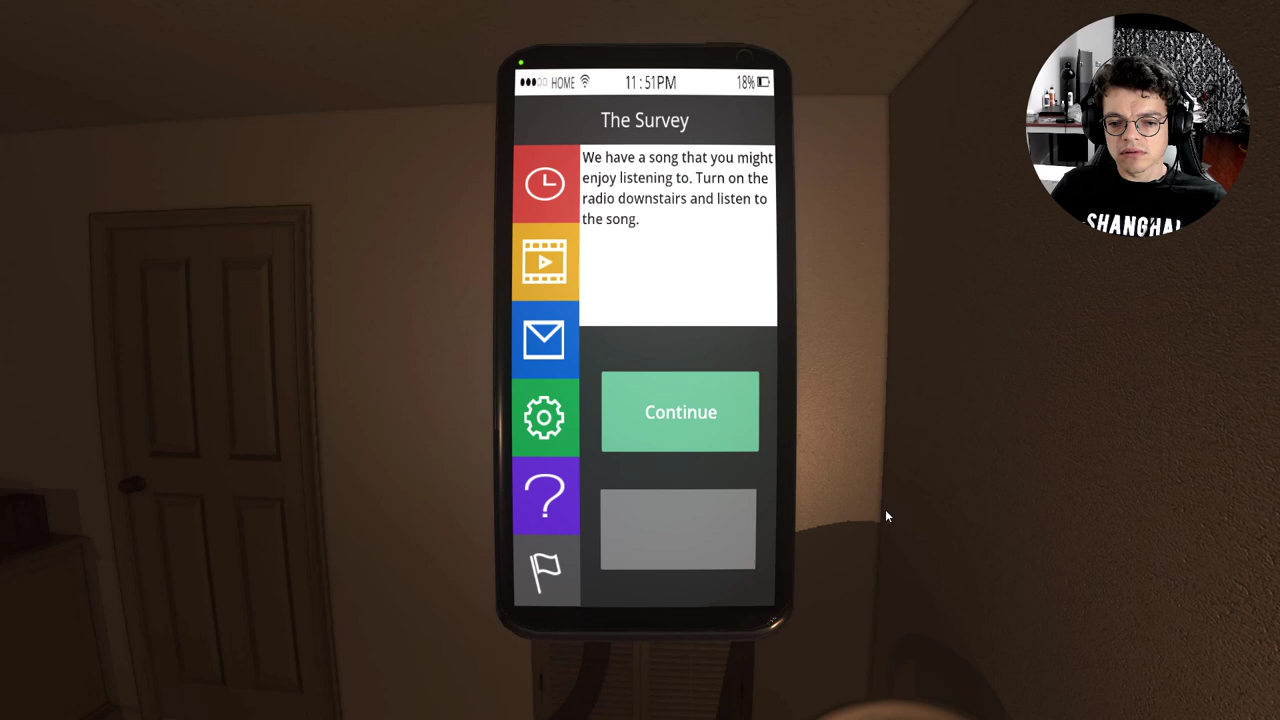 HOME 11:51PM 18%
The Survey
We have a song that you might
enjoy listening to. Turn on the
radio downstairs and listen to
the song.
Continue
SHANGHAI